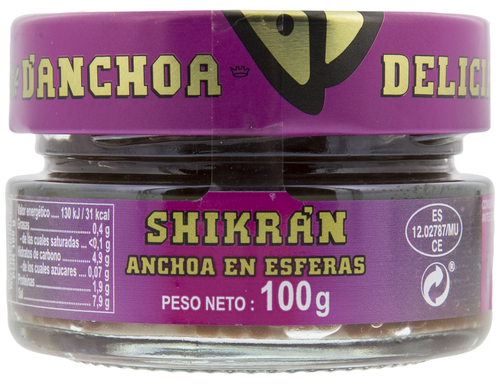 D'ANCHOA DELICI
SHIKRÁN
ANCHOA EN ESFERAS
PESO NETO : 100g
Valor energético .... 130 kJ / 31 kcal
Grasas 0,4 g
- de las cuales saturadas <0,1 g
Hidratos de carbono 4,9 g
- de los cuales azúcares 0,07 g
Proteínas 1,9 g
Sal 7,9 g
ES
12.02787/MU
CE